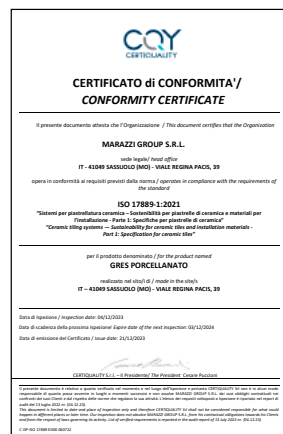 CQY
CERTIQUALITY
CERTIFICATO di CONFORMITA'/
CONFORMITY CERTIFICATE
Il presente documento attesta che l'Organizzazione / This document certifies that the Organization
MARAZZI GROUP S.R.L.
sede legale/ head office
IT - 41049 SASSUOLO (MO) - VIALE REGINA PACIS, 39
opera in conformità ai requisiti previsti dalla norma / operates in compliance with the requirements of
the standard
ISO 17889-1:2021
"Sistemi per piastrellatura ceramica – Sostenibilità per piastrelle di ceramica e materiali per
l'installazione - Parte 1: Specifiche per piastrelle di ceramica"
"Ceramic tiling systems — Sustainability for ceramic tiles and installation materials -
Part 1: Specification for ceramic tiles"
per il prodotto denominato / for the product named
GRES PORCELLANATO
realizzato nel sito/i di / made in the site/s
IT – 41049 SASSUOLO (MO) - VIALE REGINA PACIS, 39
Data di ispezione / Inspection date: 04/12/2023
Data di scadenza della prossima ispezione/ Expire date of the next inspection: 03/12/2024
Data di emissione del Certificato / Issue date: 21/12/2023
CERTIQUALITY S.r.l. – Il Presidente/ The President Cesare Puccioni